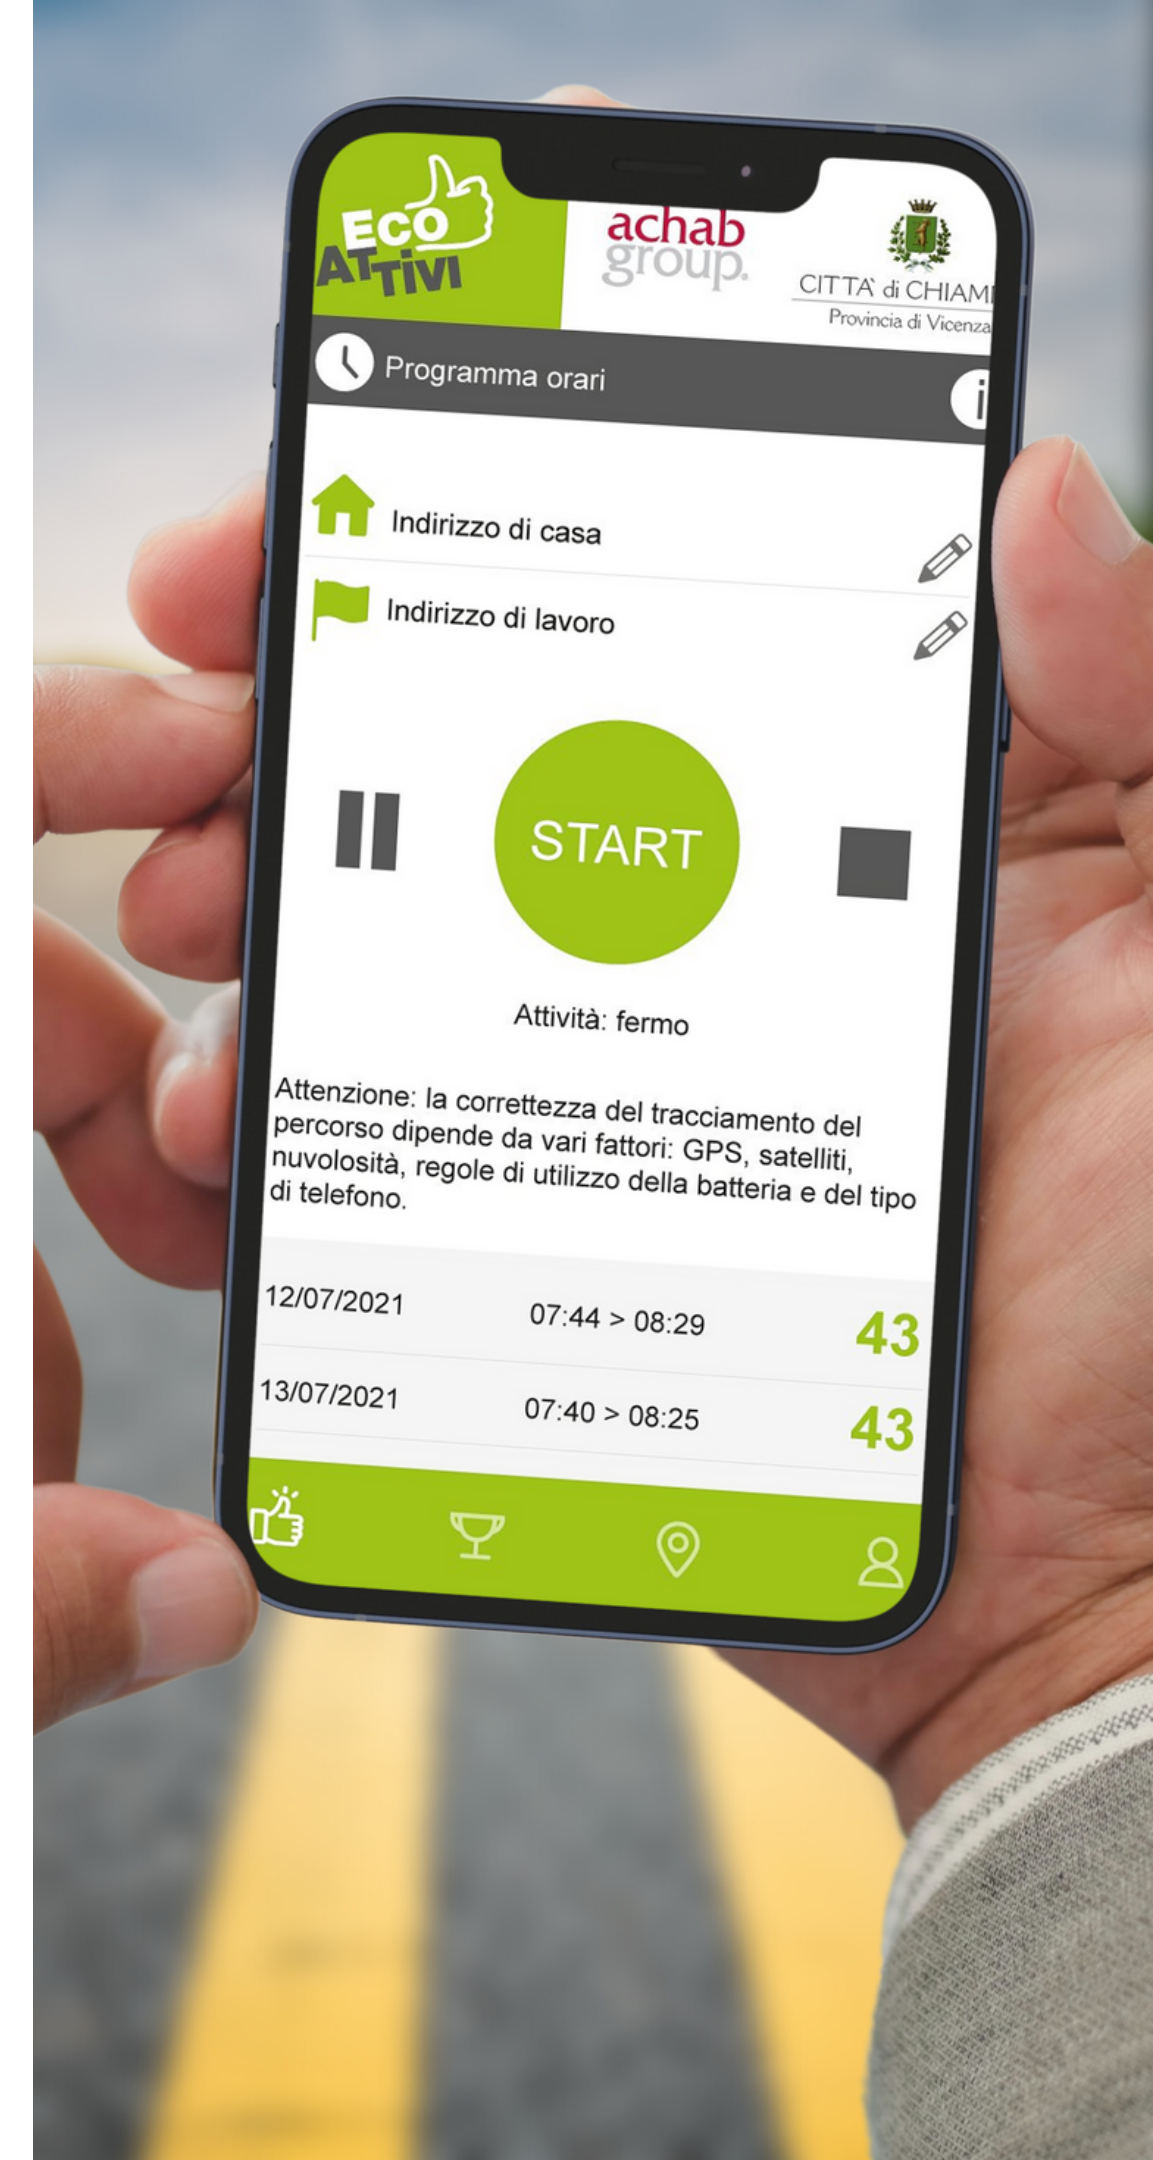 ECO
ATTiVI
achab
group.
CITTA' di CHIAM
Provincia di Vicenza
Programma orari
i
Indirizzo di casa
Indirizzo di lavoro
START
Attività: fermo
Attenzione: la correttezza del tracciamento del
percorso dipende da vari fattori: GPS, satelliti,
nuvolosità, regole di utilizzo della batteria e del tipo
di telefono.
12/07/2021 07:44 > 08:29 43
13/07/2021 07:40 > 08:25 43